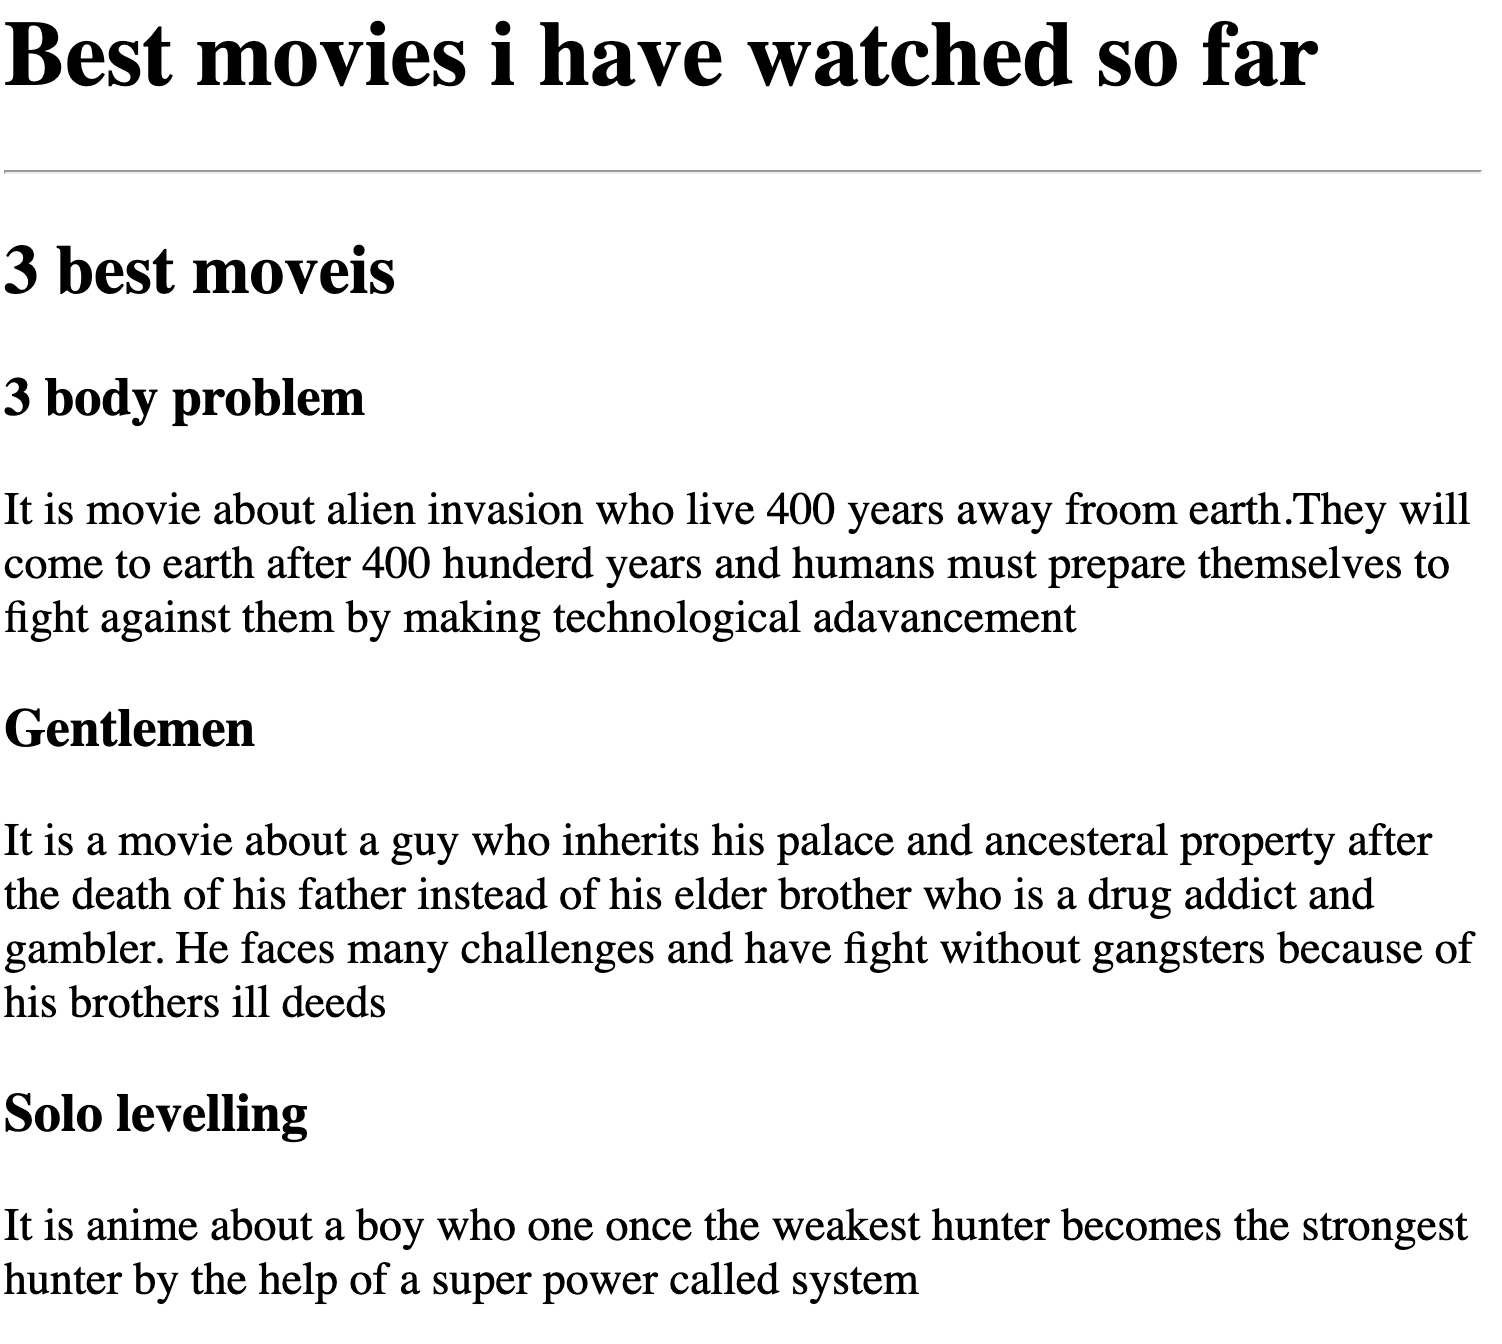 Best movies i have watched so far
3 best moveis
3 body problem
It is movie about alien invasion who live 400 years away froom earth.They will
come to earth after 400 hunderd years and humans must prepare themselves to
fight against them by making technological adavancement
Gentlemen
It is a movie about a guy who inherits his palace and ancesteral property after
the death of his father instead of his elder brother who is a drug addict and
gambler. He faces many challenges and have fight without gangsters because of
his brothers ill deeds
Solo levelling
It is anime about a boy who one once the weakest hunter becomes the strongest
hunter by the help of a super power called system